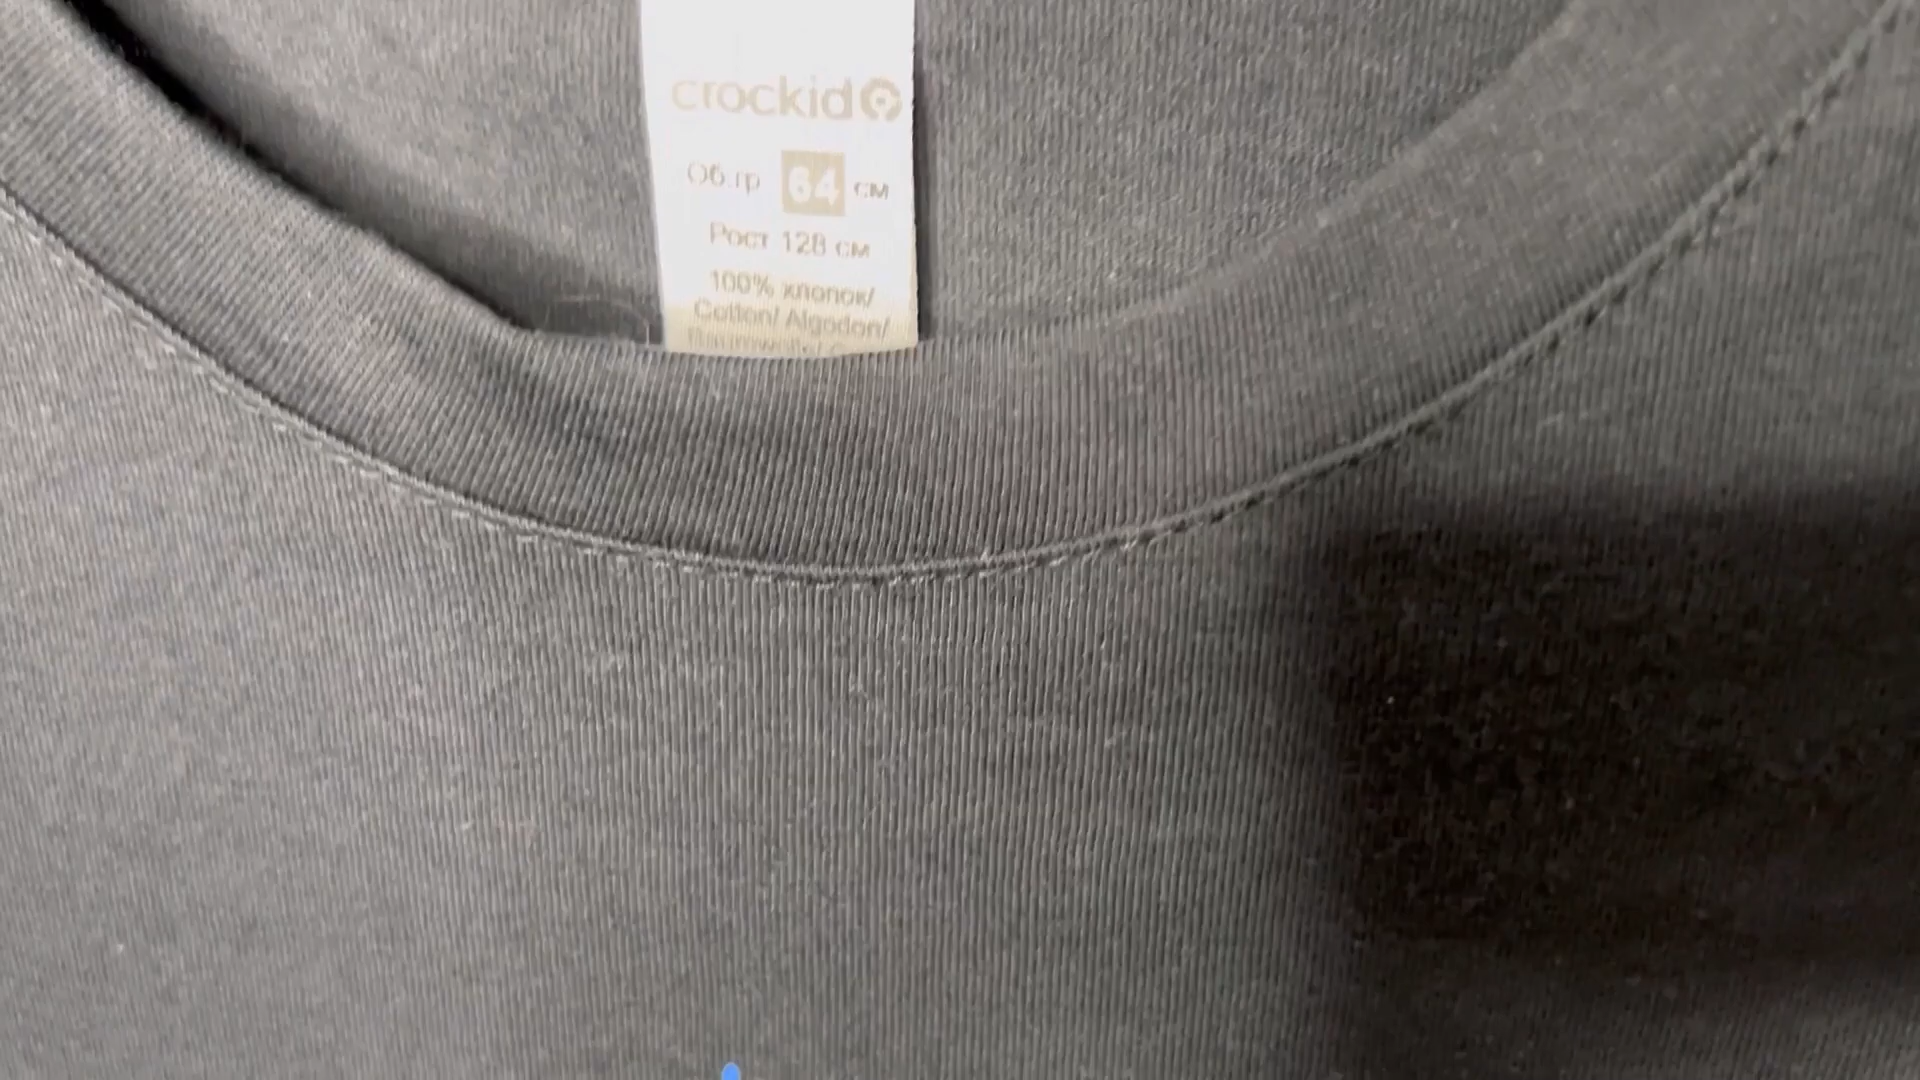 crockid
Об.гр 64 см
Рост 128 см
100% хлопок/
Cotton/ Algodon/